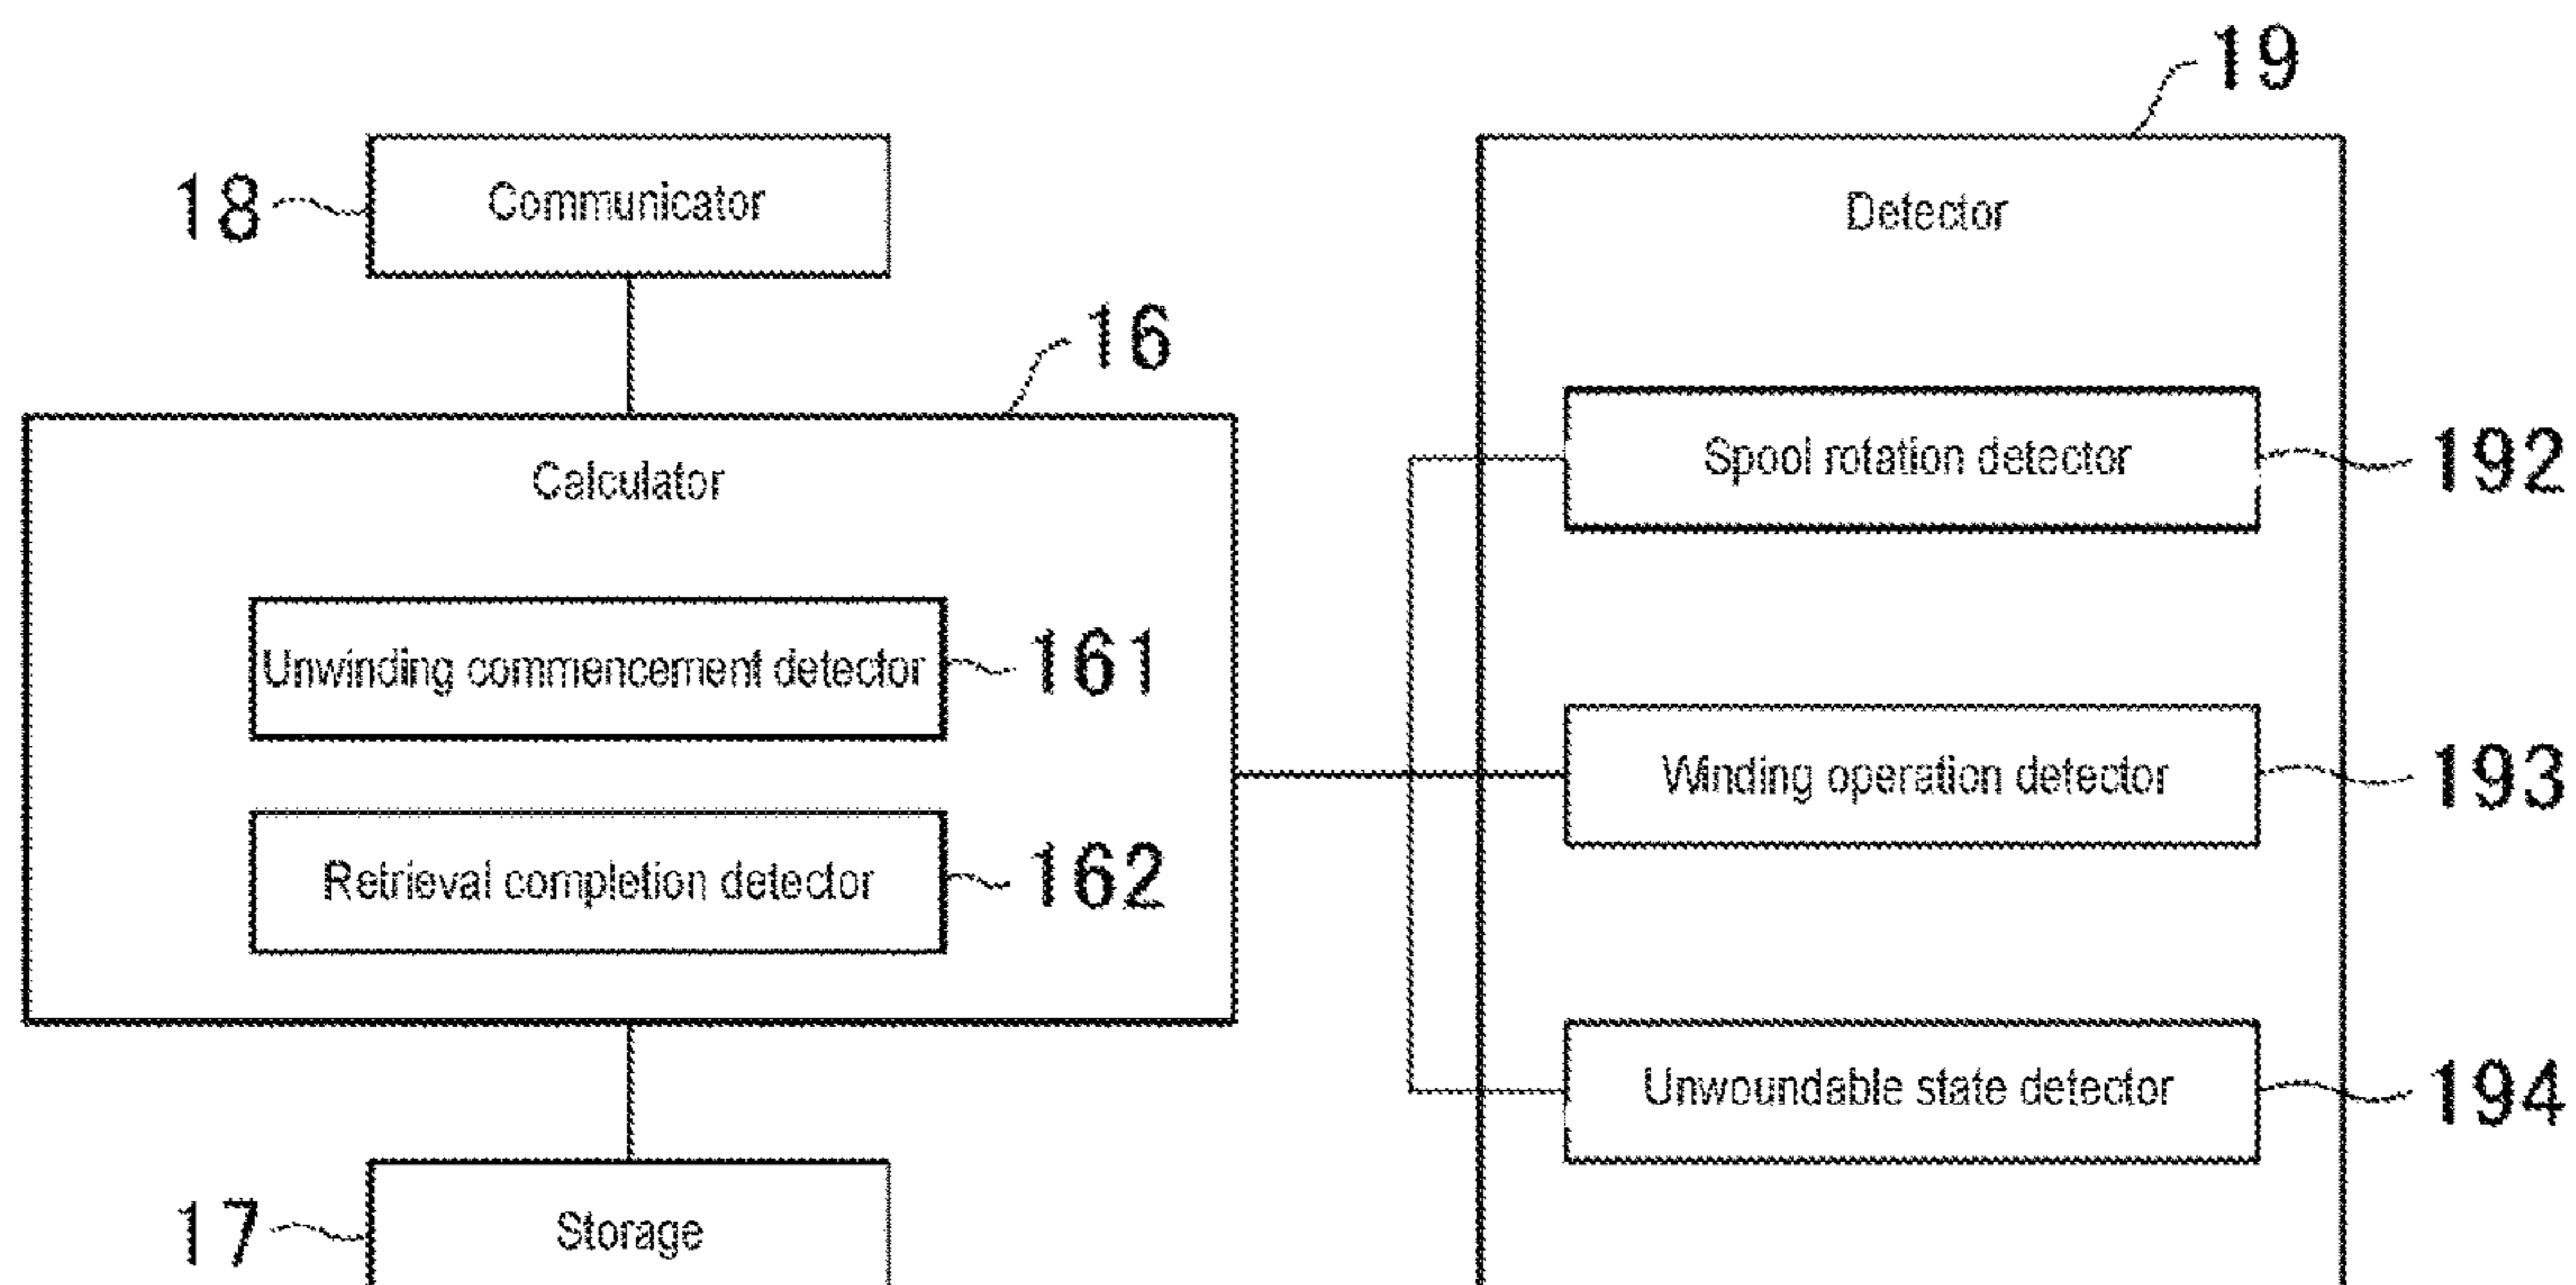 19
18
Communicator
Detector
16
Calculator
Spool rotation detector
192
Unwinding commencement detector
161
Winding operation detector
193
Retrieval completion detector
162
Unwoundable state detector
194
17
Storage